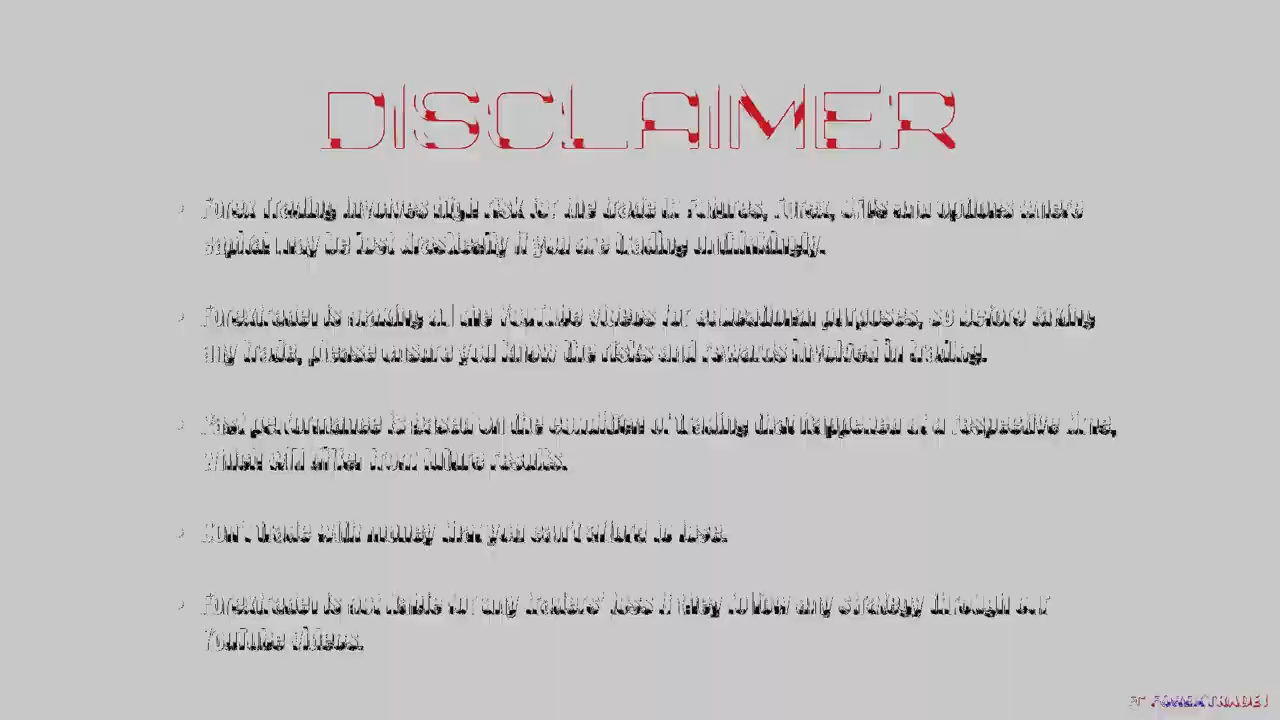 DISCLAIMER
Forex Trading involves high risk for the trade in Futures, Forex, CFDs and options where
capital may be lost drastically if you are trading unthinkingly.
Forextrader is making all the YouTube videos for educational purposes, so before taking
any trade, please ensure you know the risks and rewards involved in trading.
Past performance is based on the condition of trading that happened at a respective time,
which will differ from future results.
Don't trade with money that you can't afford to lose.
Forextrader is not liable for any traders' loss if they follow any strategy through our
YouTube videos.